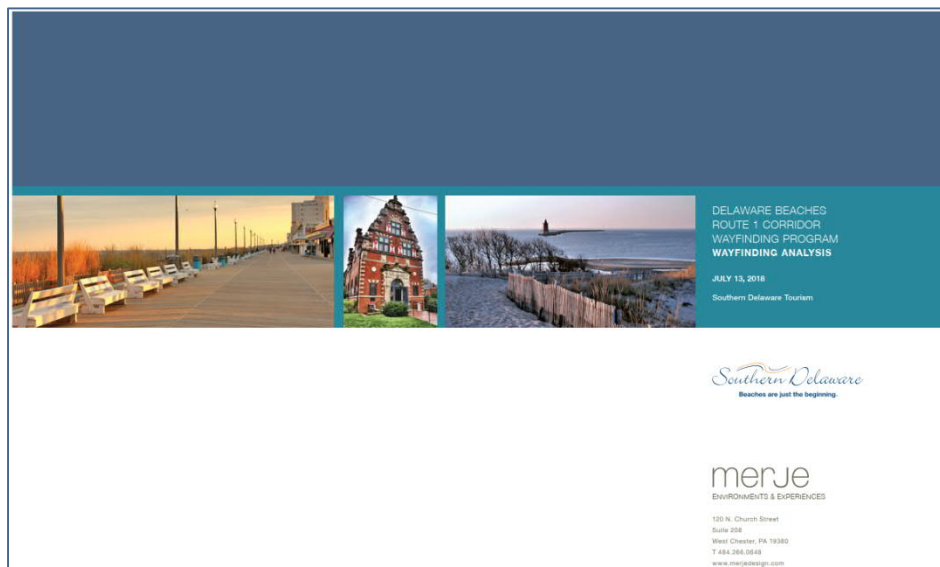 DELAWARE BEACHES
ROUTE 1 CORRIDOR
WAYFINDING PROGRAM
WAYFINDING ANALYSIS
JULY 13, 2018
Southern Delaware Tourism
Southern Delaware
Beaches are just the beginning.
merje
ENVIRONMENTS & EXPERIENCES
120 N. Church Street
Suite 208
West Chester, PA 19380
T 484.266.0648
www.merjedesign.com